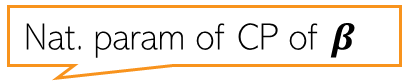 Nat. param of CP of 𝜷